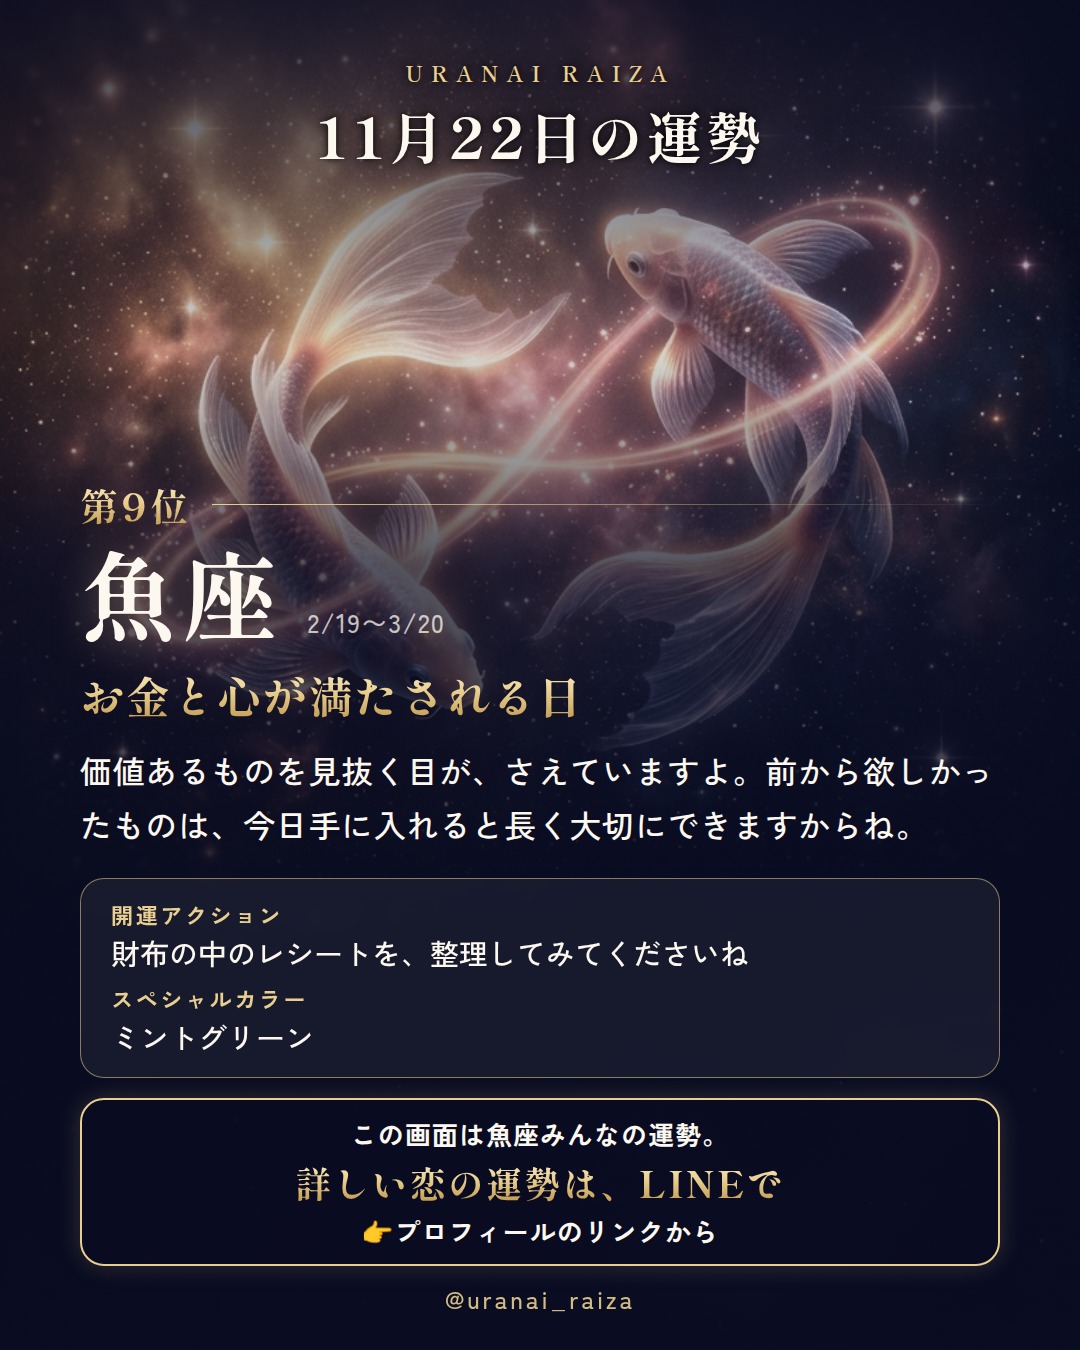 URANAI RAIZA
11月22日の運勢
第9位
魚座 2/19〜3/20
お金と心が満たされる日
価値あるものを見抜く目が、さえていますよ。前から欲しかっ
たものは、今日手に入れると長く大切にできますからね。
開運アクション
財布の中のレシートを、整理してみてくださいね
スペシャルカラー
ミントグリーン
この画面は魚座みんなの運勢。
詳しい恋の運勢は、LINEで
👉プロフィールのリンクから
@uranai_raiza